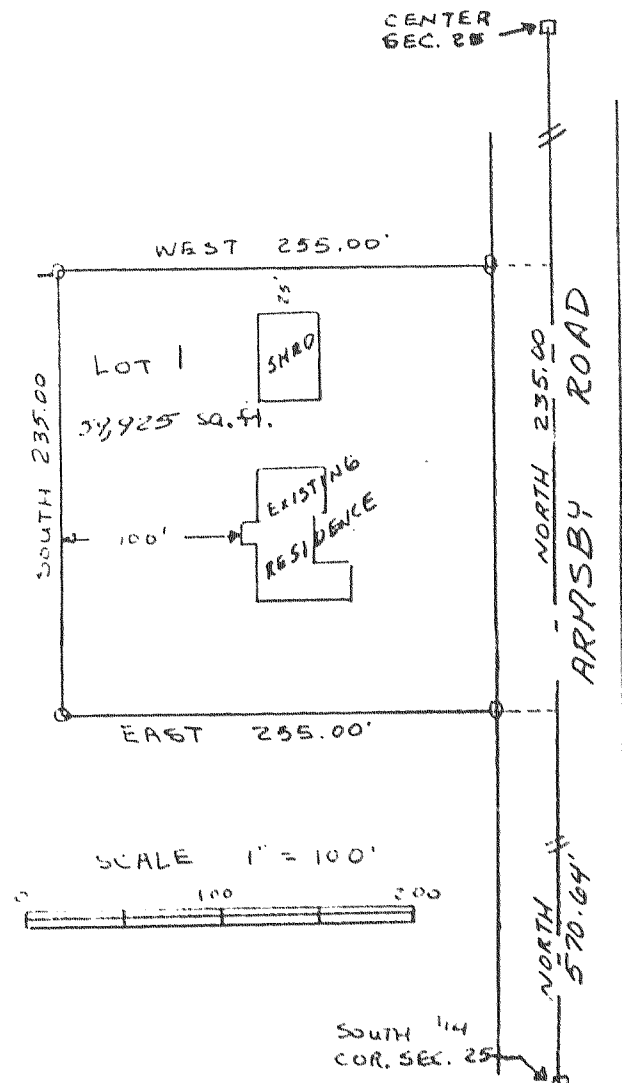 CENTER
SEC. 25
WEST 255.00'
25'
SHED
LOT 1
59,925 sq.ft.
SOUTH 235.00
100'
EXISTING
RESIDENCE
NORTH 235.00
ARMSBY ROAD
EAST 255.00'
SCALE 1" = 100'
0 100 200
NORTH
570.64'
SOUTH 1/4
COR. SEC. 25